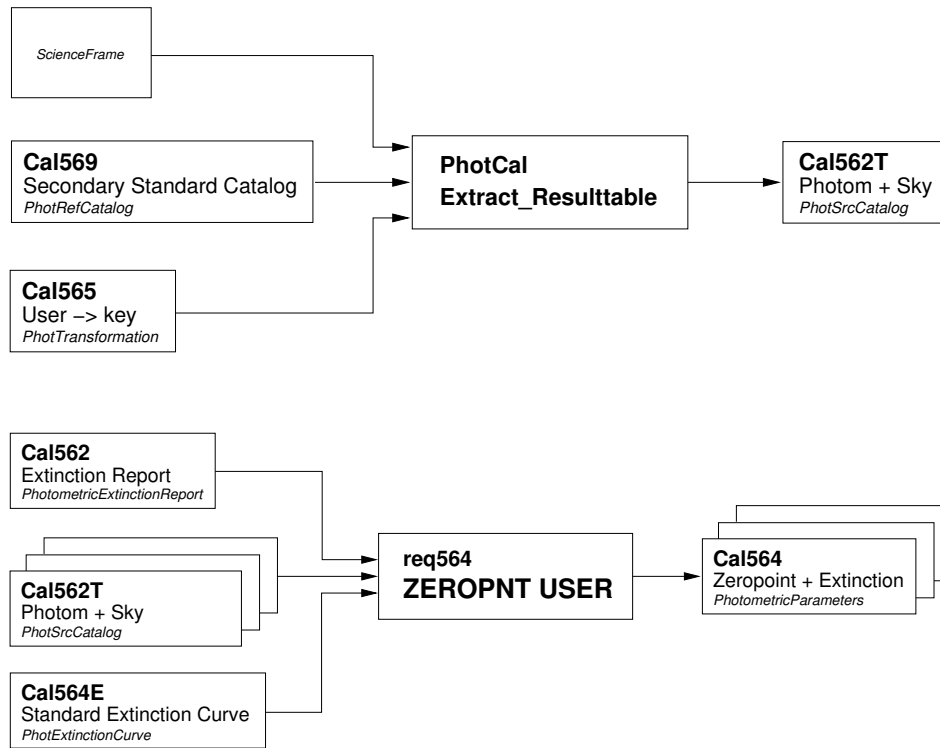 ScienceFrame
Cal569
Secondary Standard Catalog
PhotRefCatalog
Cal565
User −> key
PhotTransformation
PhotCal
Extract_Resulttable
Cal562T
Photom + Sky
PhotSrcCatalog
Cal562
Extinction Report
PhotometricExtinctionReport
Cal562T
Photom + Sky
PhotSrcCatalog
Cal564E
Standard Extinction Curve
PhotExtinctionCurve
req564
ZEROPNT USER
Cal564
Zeropoint + Extinction
PhotometricParameters